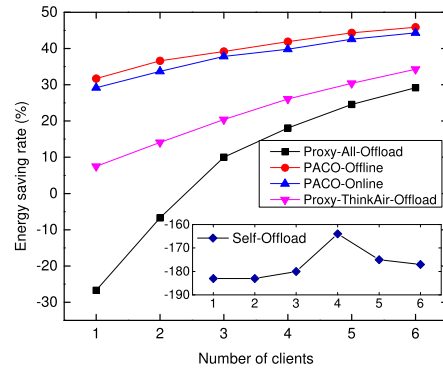 50
40
30
20
10
0
-10
-20
-30
Energy saving rate (%)
Proxy-All-Offload
PACO-Offline
PACO-Online
Proxy-ThinkAir-Offload
-160
-170
-180
-190
Self-Offload
1 2 3 4 5 6
1 2 3 4 5 6
Number of clients